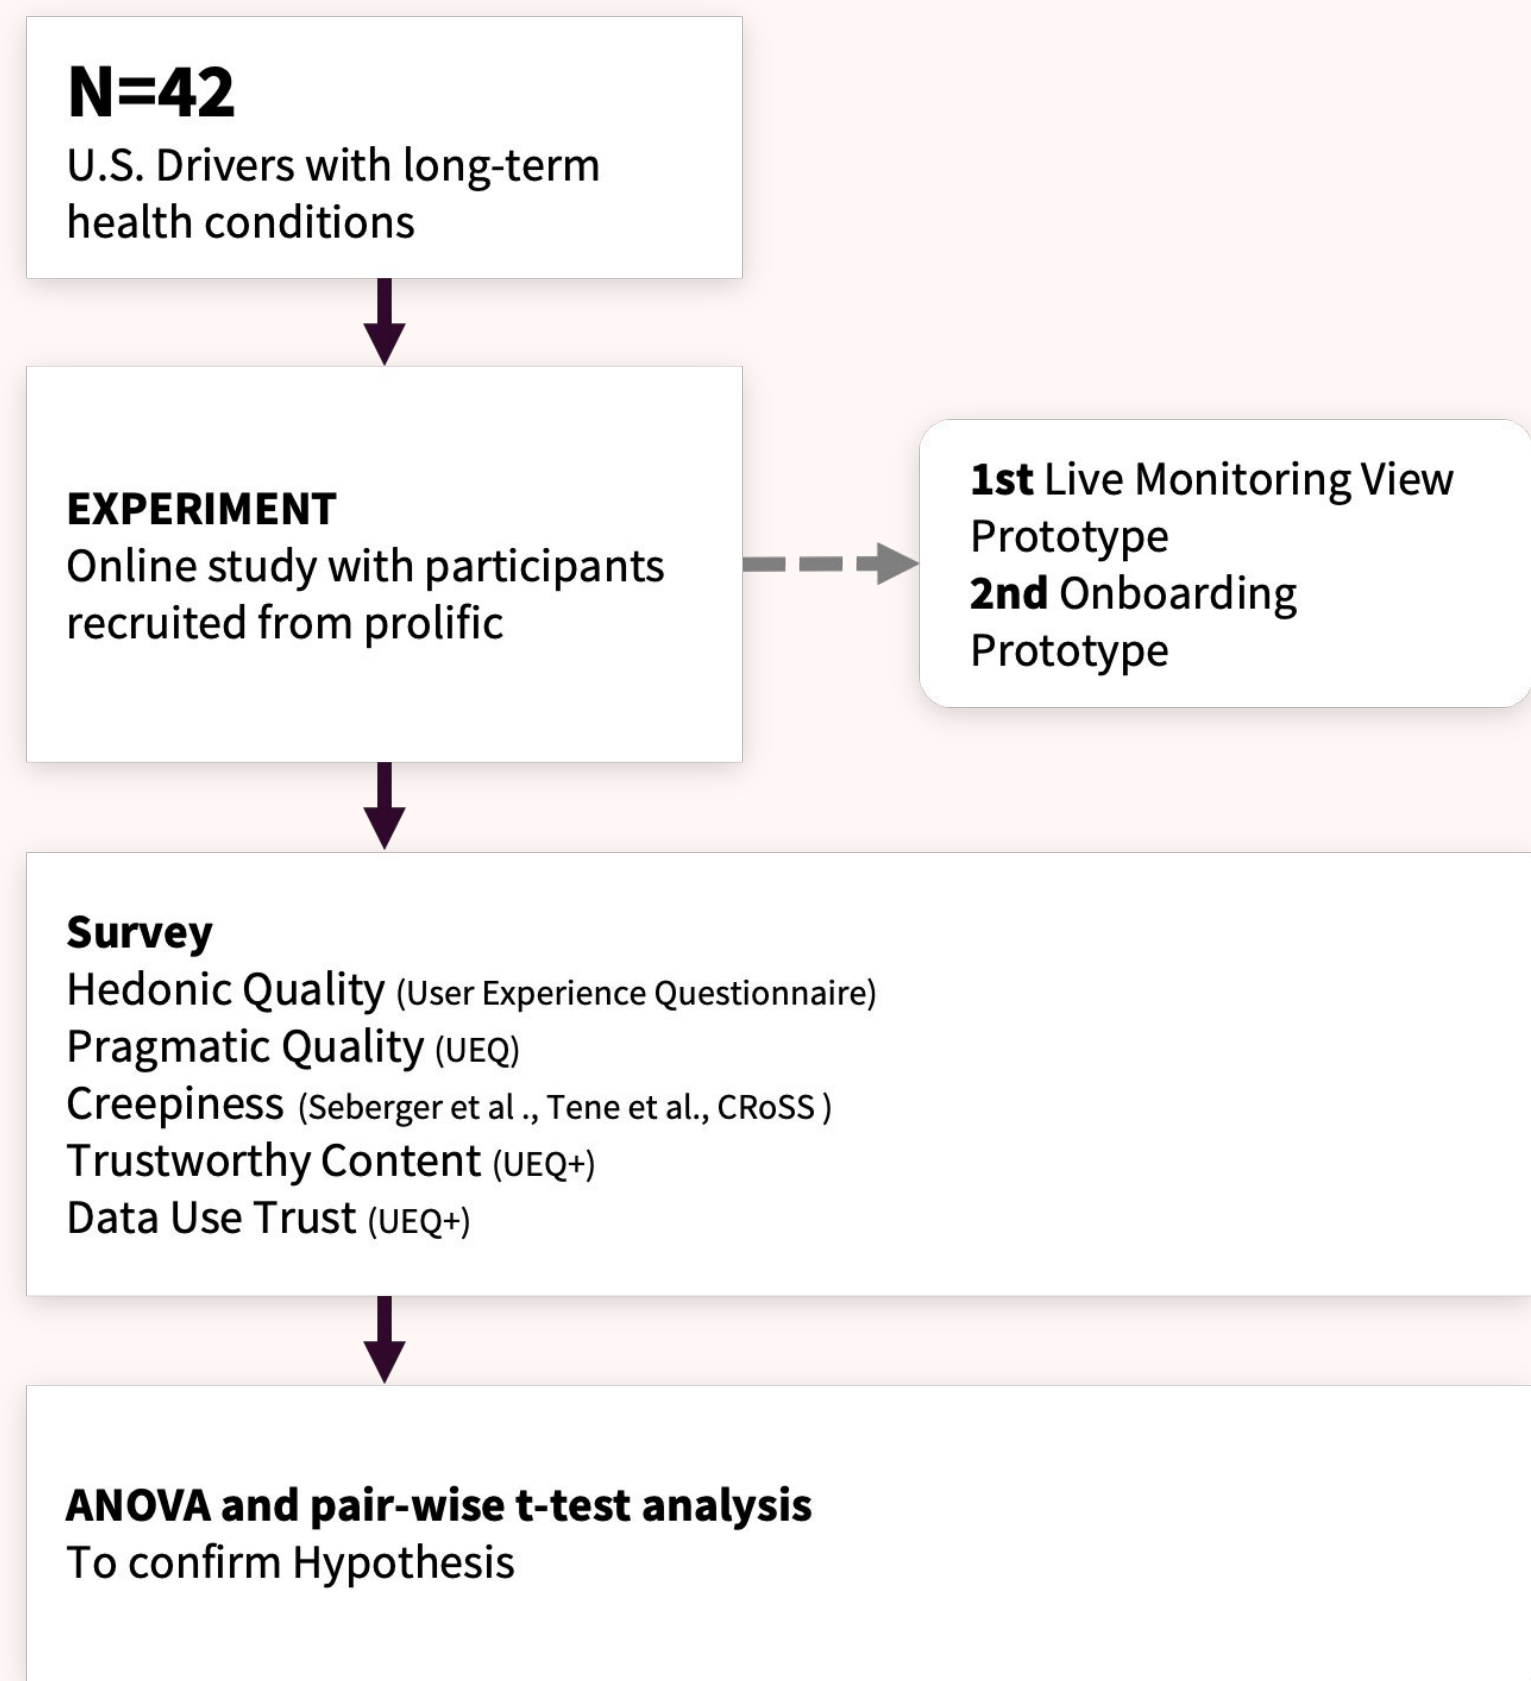 N=42
U.S. Drivers with long-term
health conditions
EXPERIMENT
Online study with participants
recruited from prolific
1st Live Monitoring View
Prototype
2nd Onboarding
Prototype
Survey
Hedonic Quality (User Experience Questionnaire)
Pragmatic Quality (UEQ)
Creepiness (Seberger et al ., Tene et al., CRoSS )
Trustworthy Content (UEQ+)
Data Use Trust (UEQ+)
ANOVA and pair-wise t-test analysis
To confirm Hypothesis